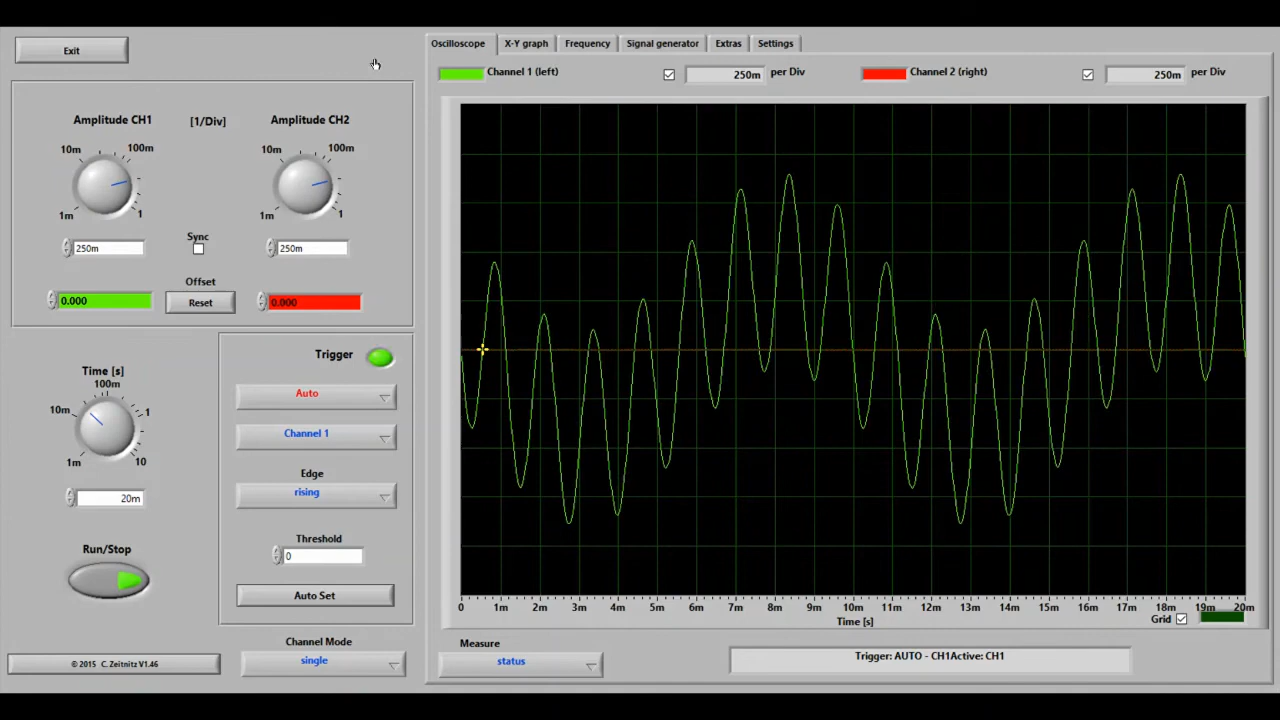 Exit
Amplitude CH1
[1/Div]
Amplitude CH2
10m
100m
1m
1
10m
100m
1m
1
250m
Sync
250m
Offset
0.000
Reset
0.000
Time [s]
100m
10m
1
1m
10
20m
Run/Stop
© 2015 C. Zeitnitz V1.46
Trigger
Auto
Channel 1
Edge
rising
Threshold
0
Auto Set
Channel Mode
single
Oscilloscope
X-Y graph
Frequency
Signal generator
Extras
Settings
Channel 1 (left)
250m
per Div
Channel 2 (right)
250m
per Div
0 1m 2m 3m 4m 5m 6m 7m 8m 9m 10m 11m 12m 13m 14m 15m 16m 17m 18m 19m 20m
Time [s]
Grid
Measure
status
Trigger: AUTO - CH1Active: CH1